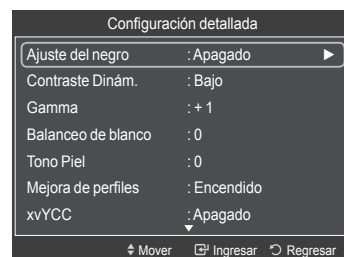 Configuración detallada
Ajuste del negro : Apagado ►
Contraste Dinám. : Bajo
Gamma : + 1
Balanceo de blanco : 0
Tono Piel : 0
Mejora de perfiles : Encendido
xvYCC : Apagado
Mover Ingresar Regresar